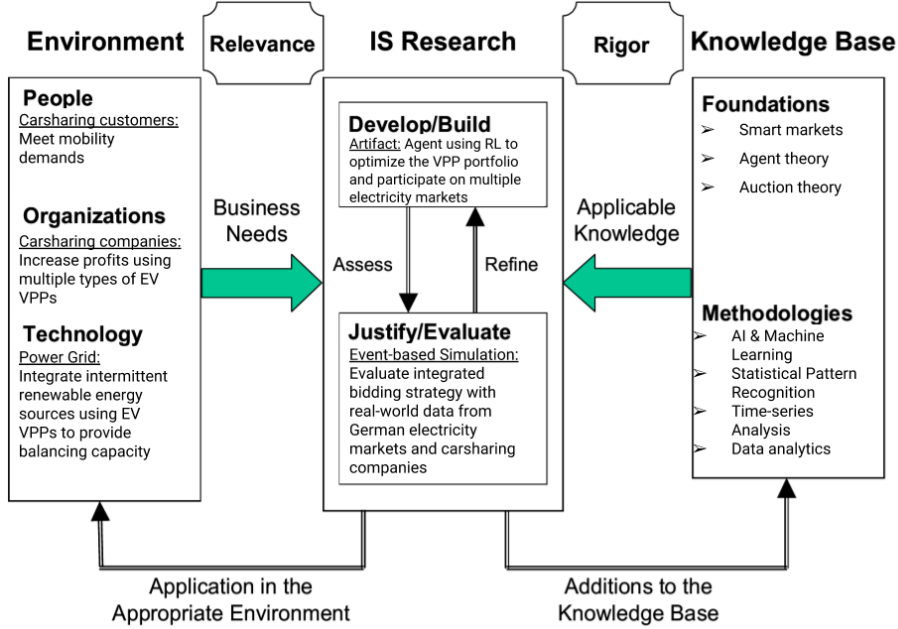 Environment
Relevance
IS Research
Rigor
Knowledge Base
People
Carsharing customers:
Meet mobility
demands
Organizations
Carsharing companies:
Increase profits using
multiple types of EV
VPPs
Technology
Power Grid:
Integrate intermittent
renewable energy
sources using EV
VPPs to provide
balancing capacity
Business
Needs
Develop/Build
Artifact: Agent using RL to
optimize the VPP portfolio
and participate on multiple
electricity markets
Assess
Refine
Justify/Evaluate
Event-based Simulation:
Evaluate integrated
bidding strategy with
real-world data from
German electricity
markets and carsharing
companies
Applicable
Knowledge
Foundations
➢ Smart markets
➢ Agent theory
➢ Auction theory
Methodologies
➢ AI & Machine
Learning
➢ Statistical Pattern
Recognition
➢ Time-series
Analysis
➢ Data analytics
Application in the
Appropriate Environment
Additions to the
Knowledge Base